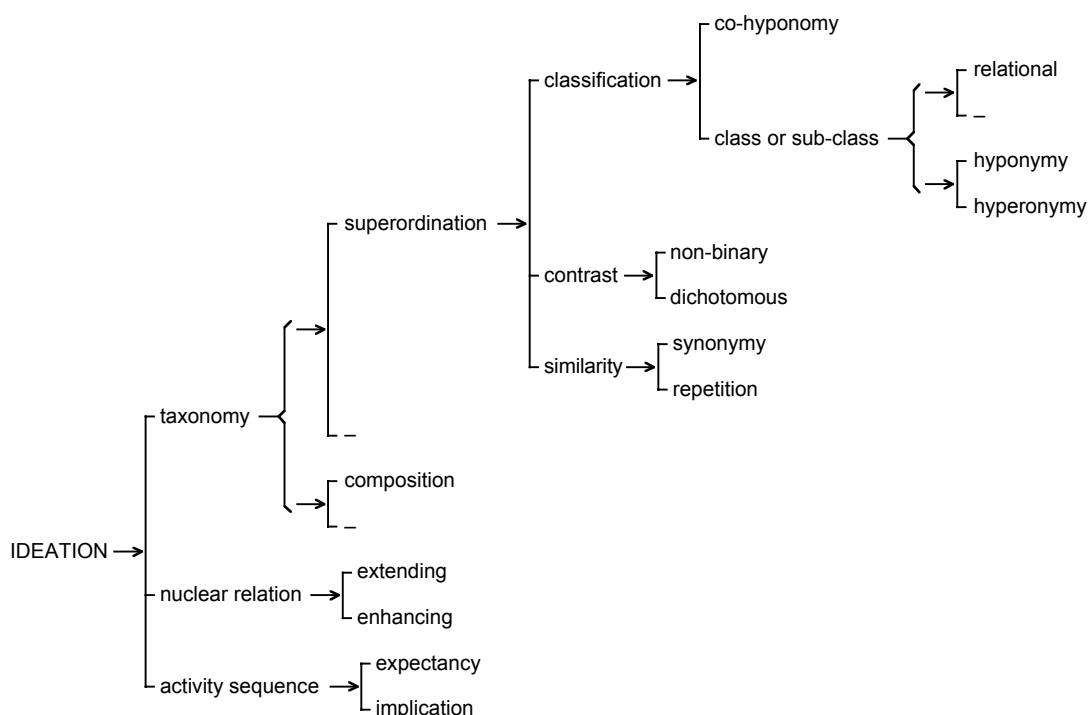 co-hyponomy
relational
classification
–
class or sub-class
hyponymy
hyperonymy
superordination
non-binary
contrast
dichotomous
synonymy
similarity
repetition
taxonomy
–
composition
–
IDEATION
extending
nuclear relation
enhancing
expectancy
activity sequence
implication